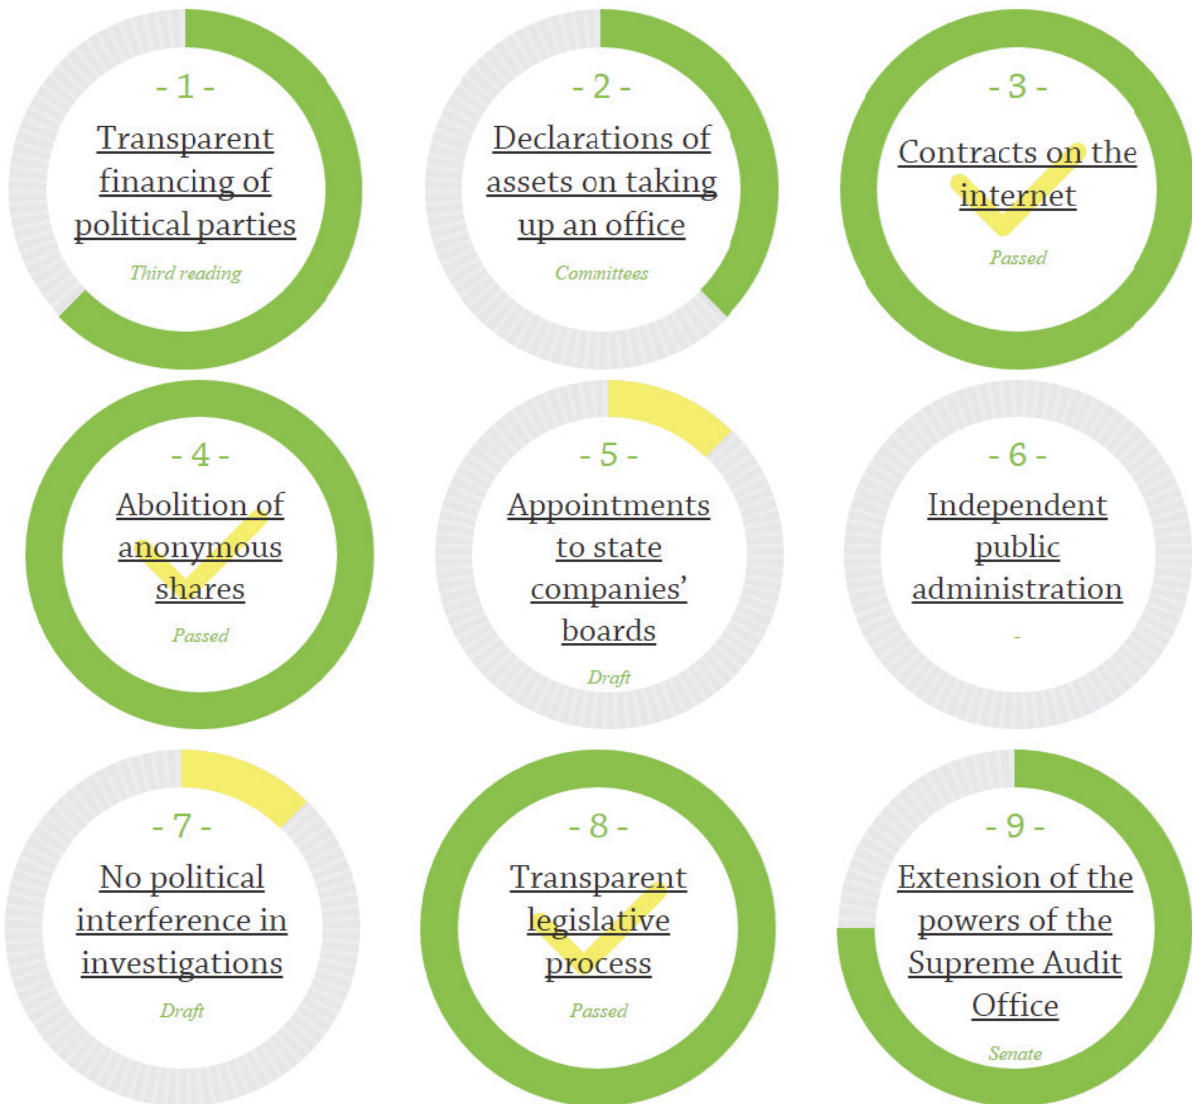 - 1 -
Transparent
financing of
political parties
Third reading
- 2 -
Declarations of
assets on taking
up an office
Committees
- 3 -
Contracts on the
internet
Passed
- 4 -
Abolition of
anonymous
shares
Passed
- 5 -
Appointments
to state
companies’
boards
Draft
- 6 -
Independent
public
administration
-
- 7 -
No political
interference in
investigations
Draft
- 8 -
Transparent
legislative
process
Passed
- 9 -
Extension of the
powers of the
Supreme Audit
Office
Senate